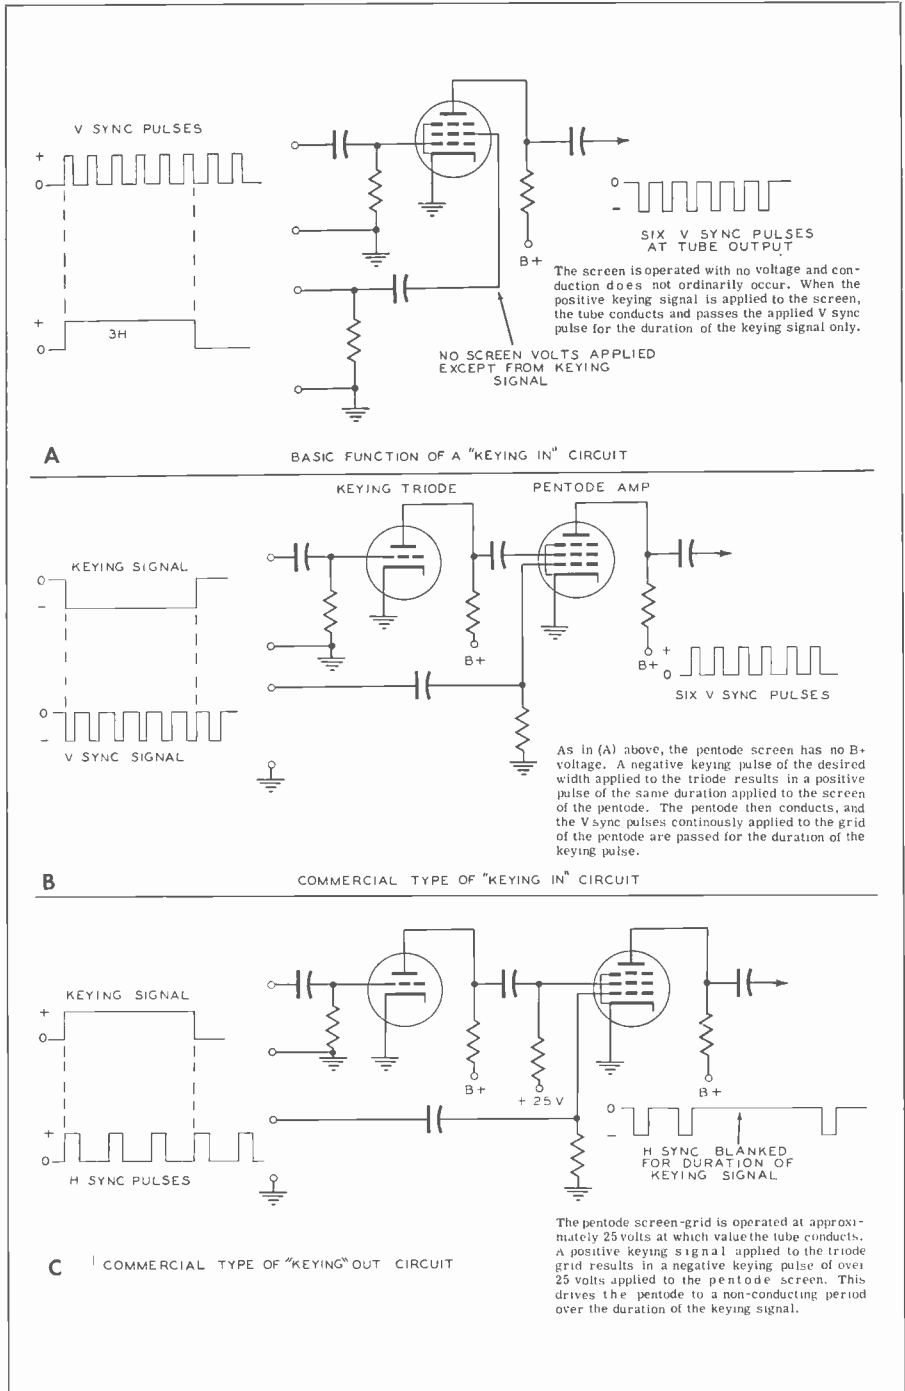 V SYNC PULSES
+
0
+
0
3H
B+
0
-
SIX V SYNC PULSES
AT TUBE OUTPUT
The screen is operated with no voltage and con-
duction does not ordinarily occur. When the
positive keying signal is applied to the screen,
the tube conducts and passes the applied V sync
pulse for the duration of the keying signal only.
NO SCREEN VOLTS APPLIED
EXCEPT FROM KEYING
SIGNAL
A
BASIC FUNCTION OF A "KEYING IN" CIRCUIT
KEYING TRIODE
PENTODE AMP
KEYING SIGNAL
0
-
0
-
V SYNC SIGNAL
B+
B+
+
0
SIX V SYNC PULSES
As in (A) above, the pentode screen has no B+
voltage. A negative keying pulse of the desired
width applied to the triode results in a positive
pulse of the same duration applied to the screen
of the pentode. The pentode then conducts, and
the V sync pulses continously applied to the grid
of the pentode are passed for the duration of the
keying pulse.
B
COMMERCIAL TYPE OF "KEYING IN" CIRCUIT
KEYING SIGNAL
+
0
+
0
H SYNC PULSES
B+
+ 25V
B+
0
-
H SYNC BLANKED
FOR DURATION OF
KEYING SIGNAL
The pentode screen-grid is operated at approxi-
mately 25 volts at which value the tube conducts.
A positive keying signal applied to the triode
grid results in a negative keying pulse of over
25 volts applied to the pentode screen. This
drives the pentode to a non-conducting period
over the duration of the keying signal.
C
COMMERCIAL TYPE OF "KEYING" OUT CIRCUIT